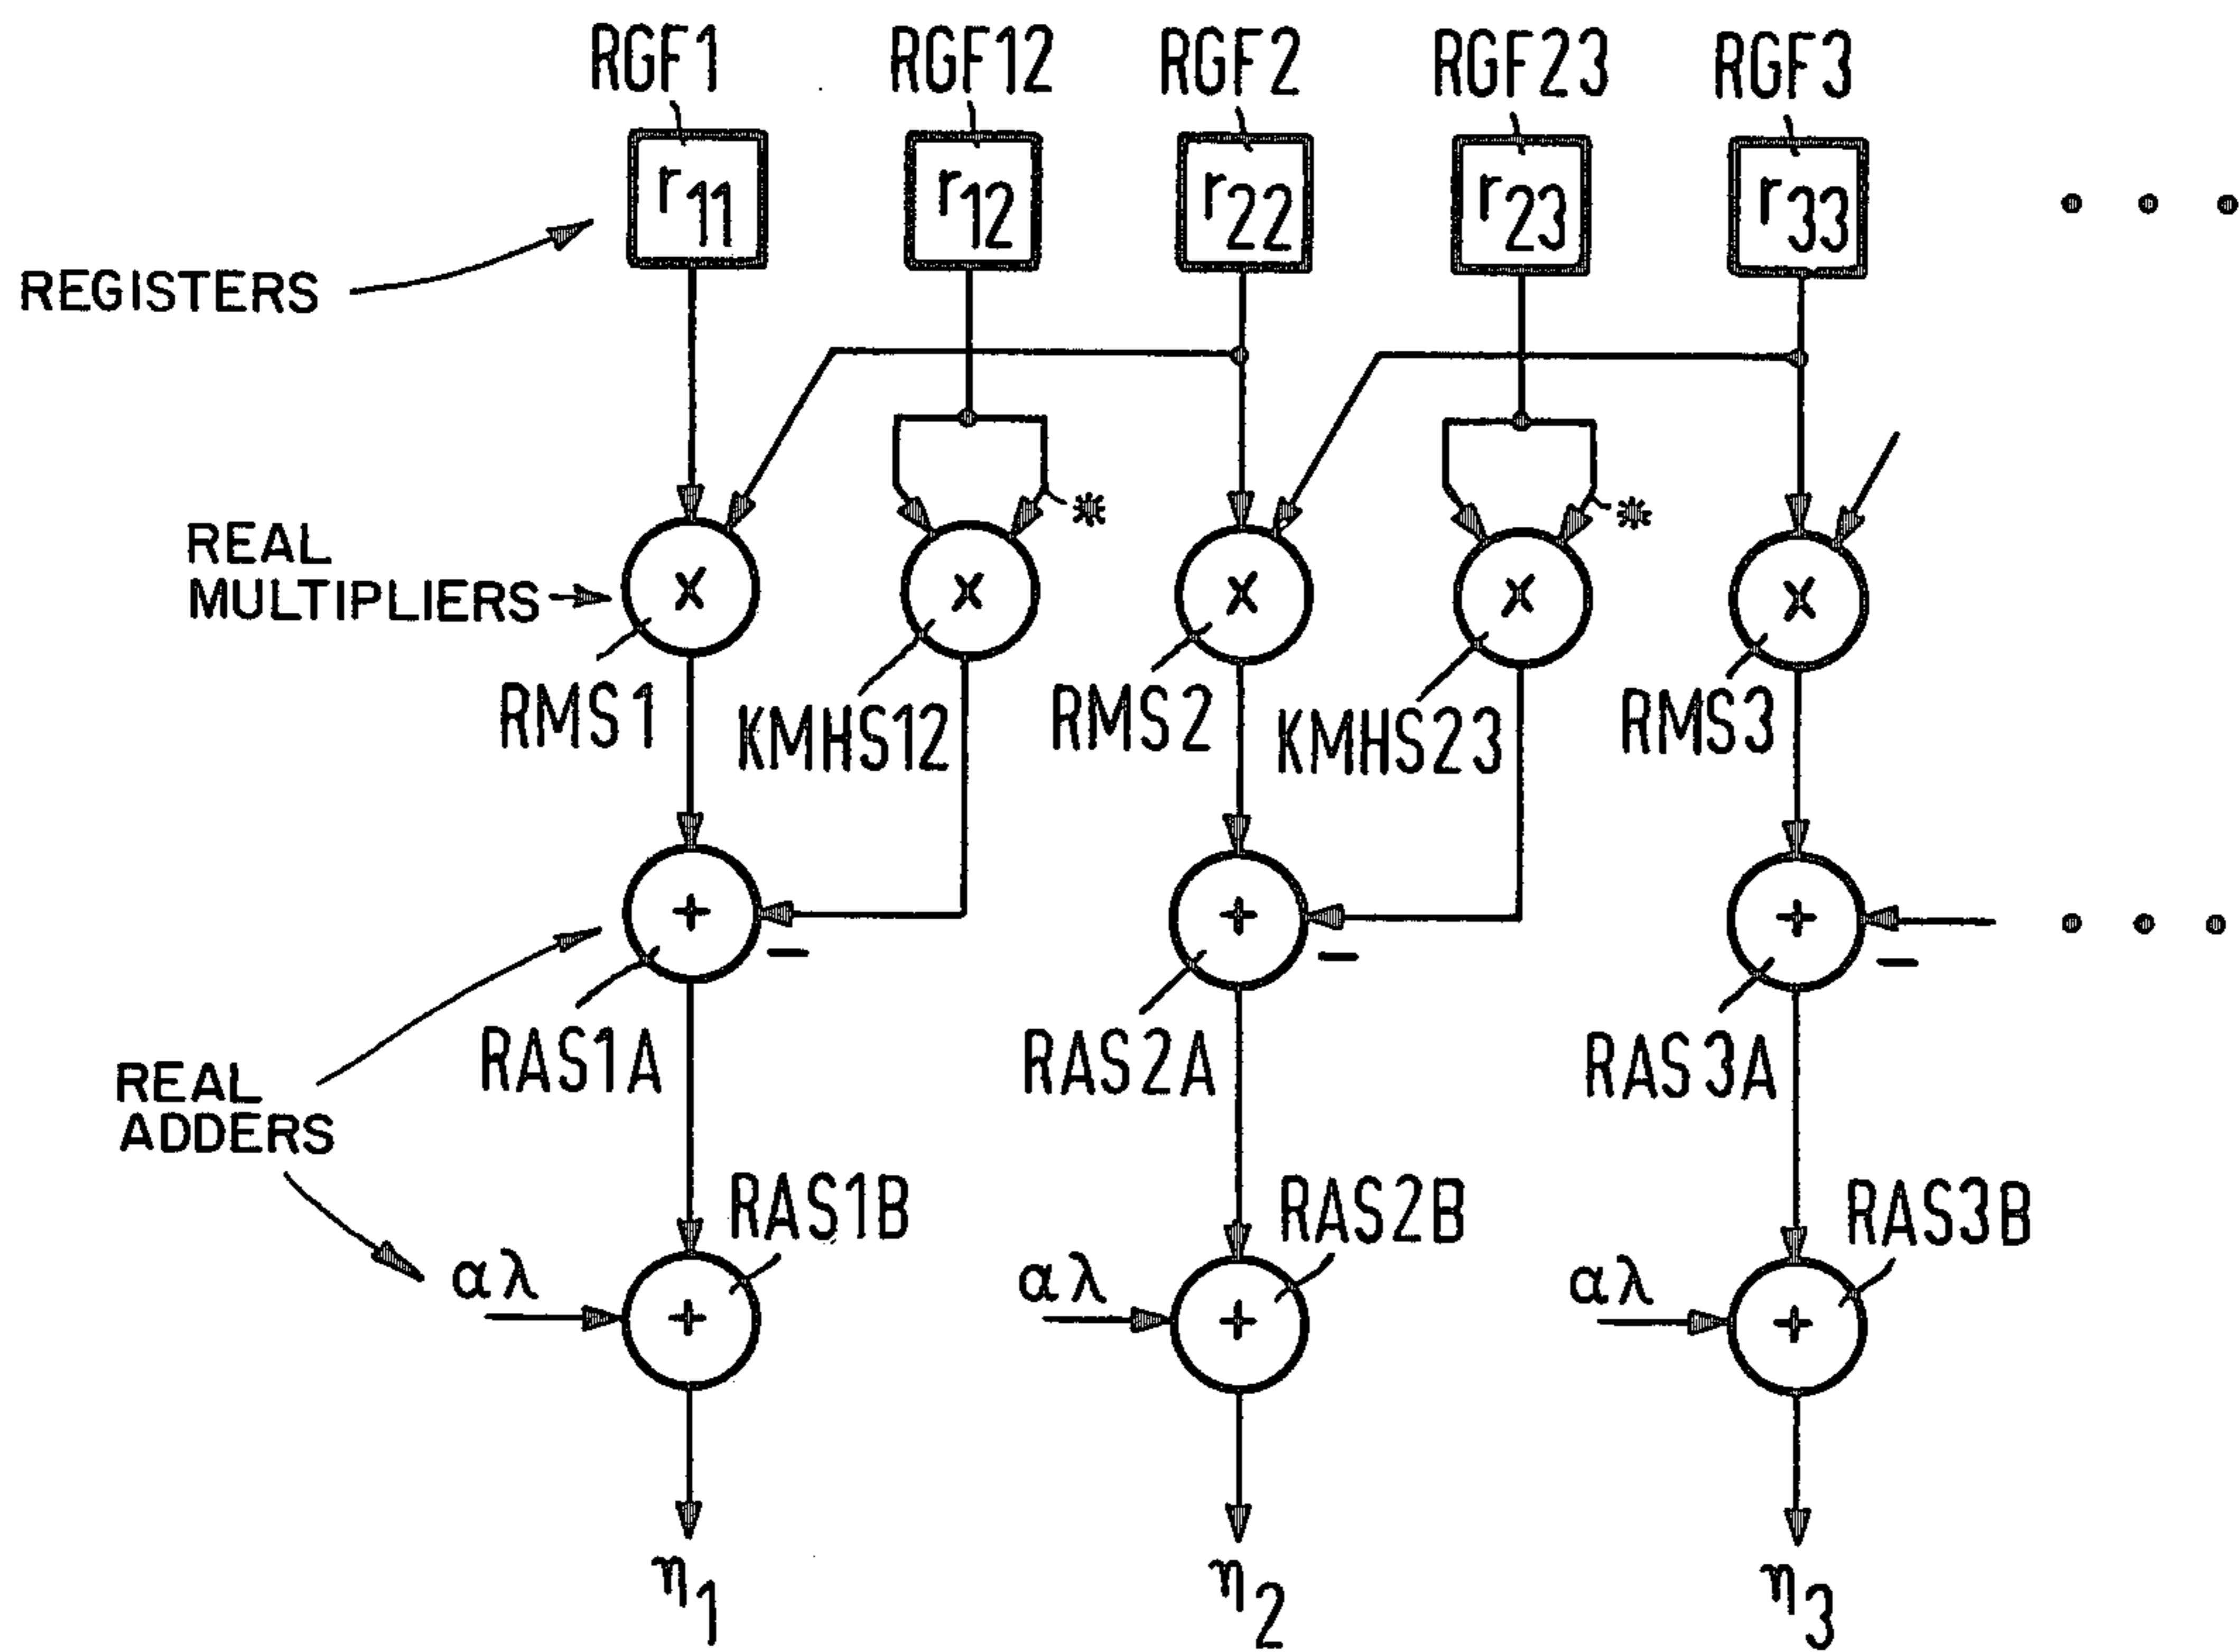 RGF1 RGF12 RGF2 RGF23 RGF3
r11 r12 r22 r23 r33
REGISTERS
* *
REAL
MULTIPLIERS
x x x x x
RMS1 KMHS12 RMS2 KMHS23 RMS3
+ + +
− − −
RAS1A RAS2A RAS3A
REAL
ADDERS
RAS1B RAS2B RAS3B
αλ αλ αλ
+ + +
η1 η2 η3